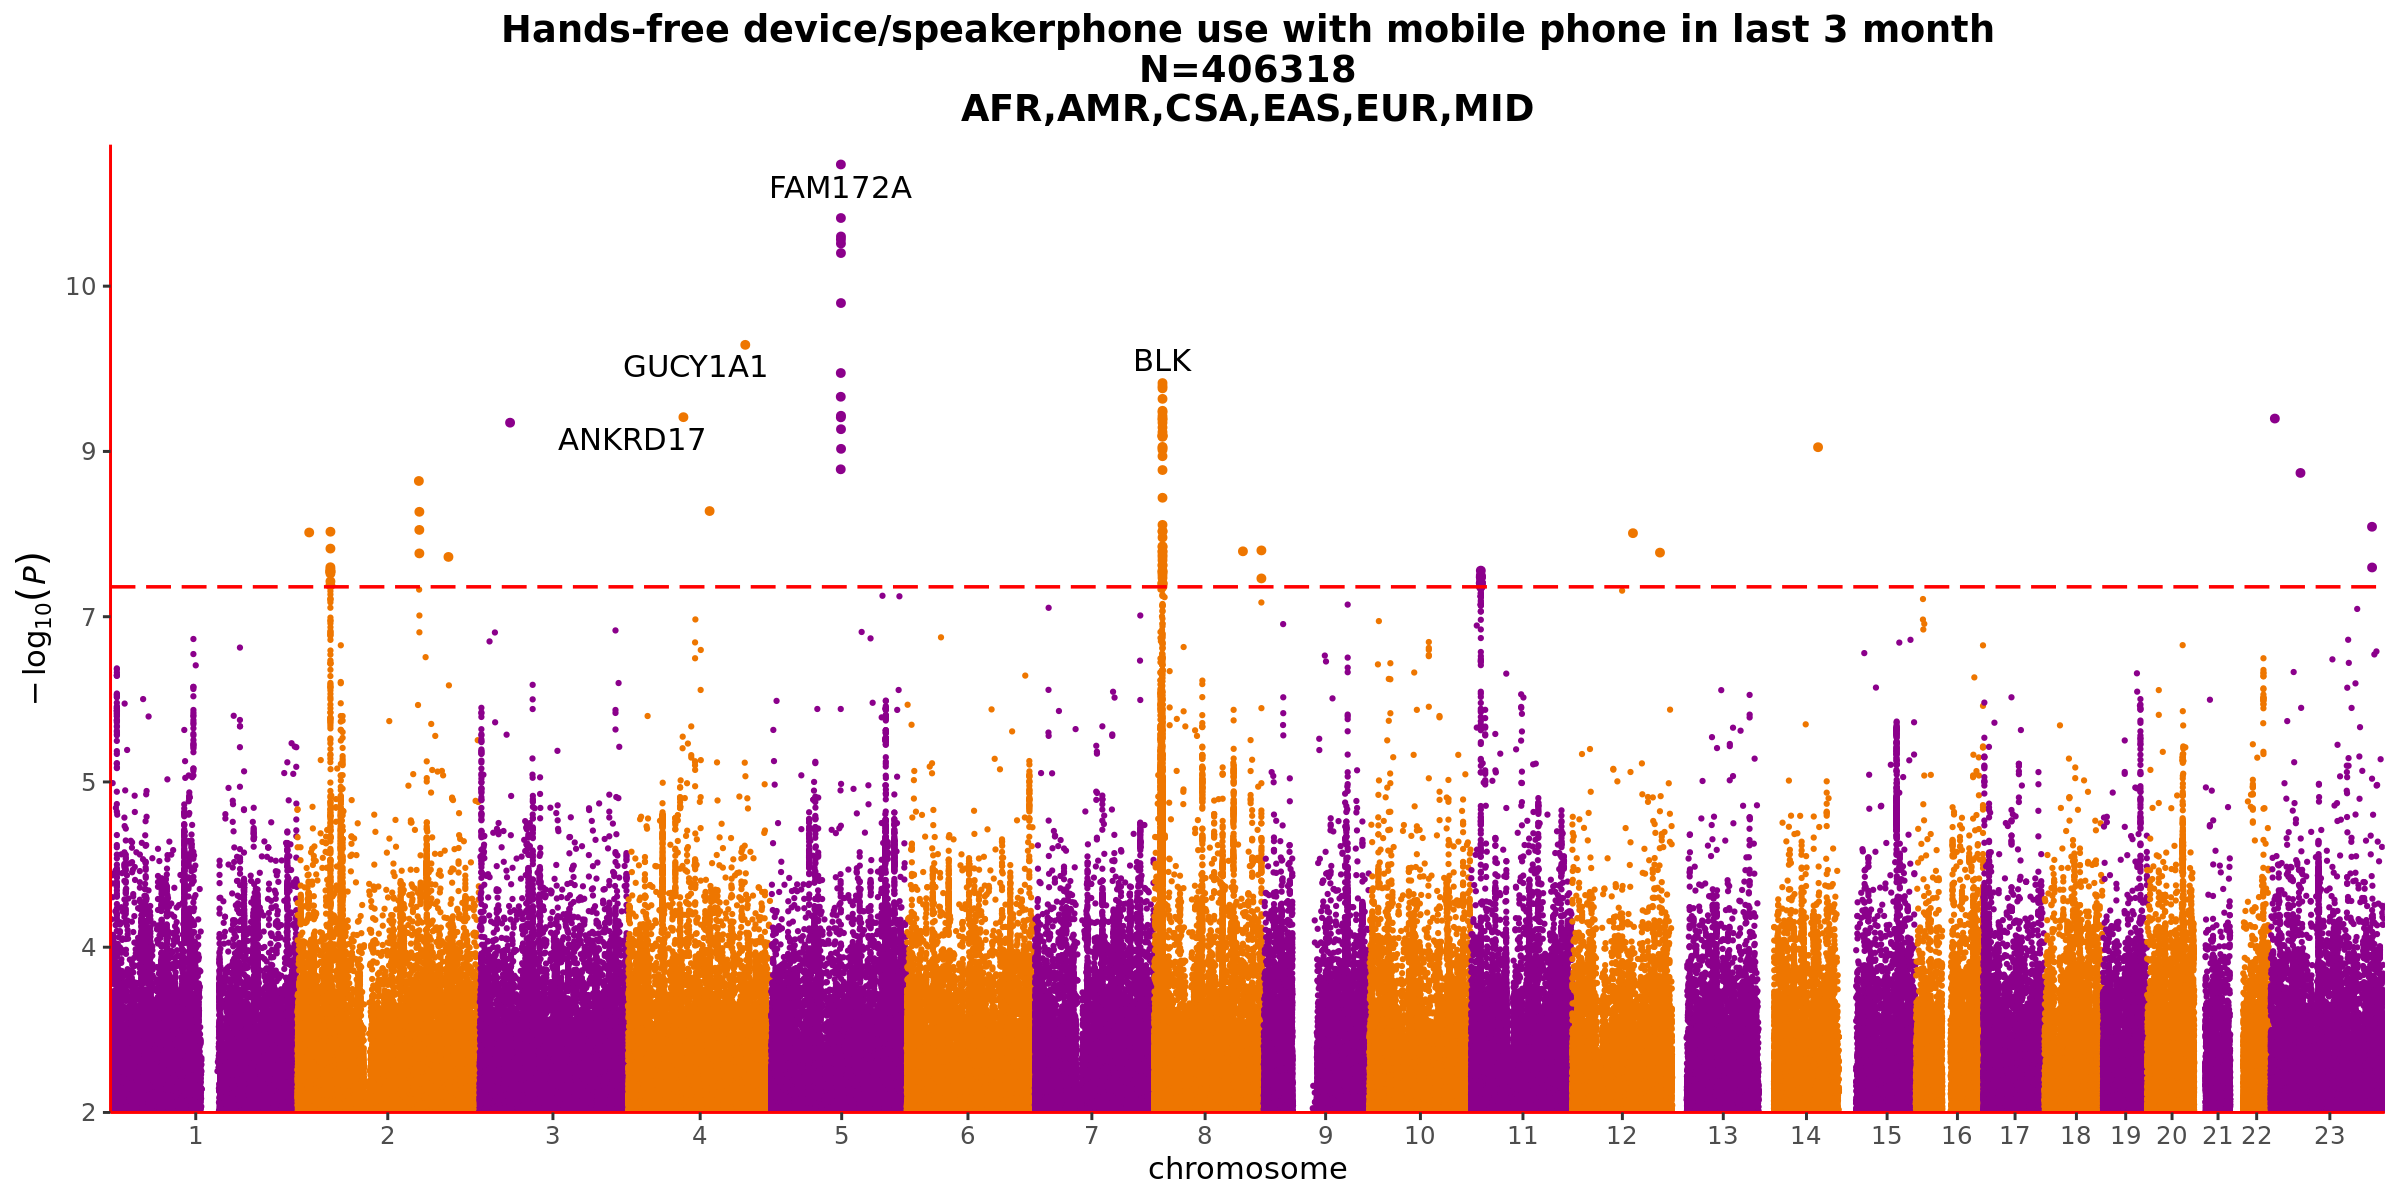 Hands-free device/speakerphone use with mobile phone in last 3 month
N=406318
AFR,AMR,CSA,EAS,EUR,MID
FAM172A
10
GUCY1A1
BLK
ANKRD17
9
7
5
4
2
−log10(P)
1 2 3 4 5 6 7 8 9 10 11 12 13 14 15 16 17 18 19 20 21 22 23
chromosome